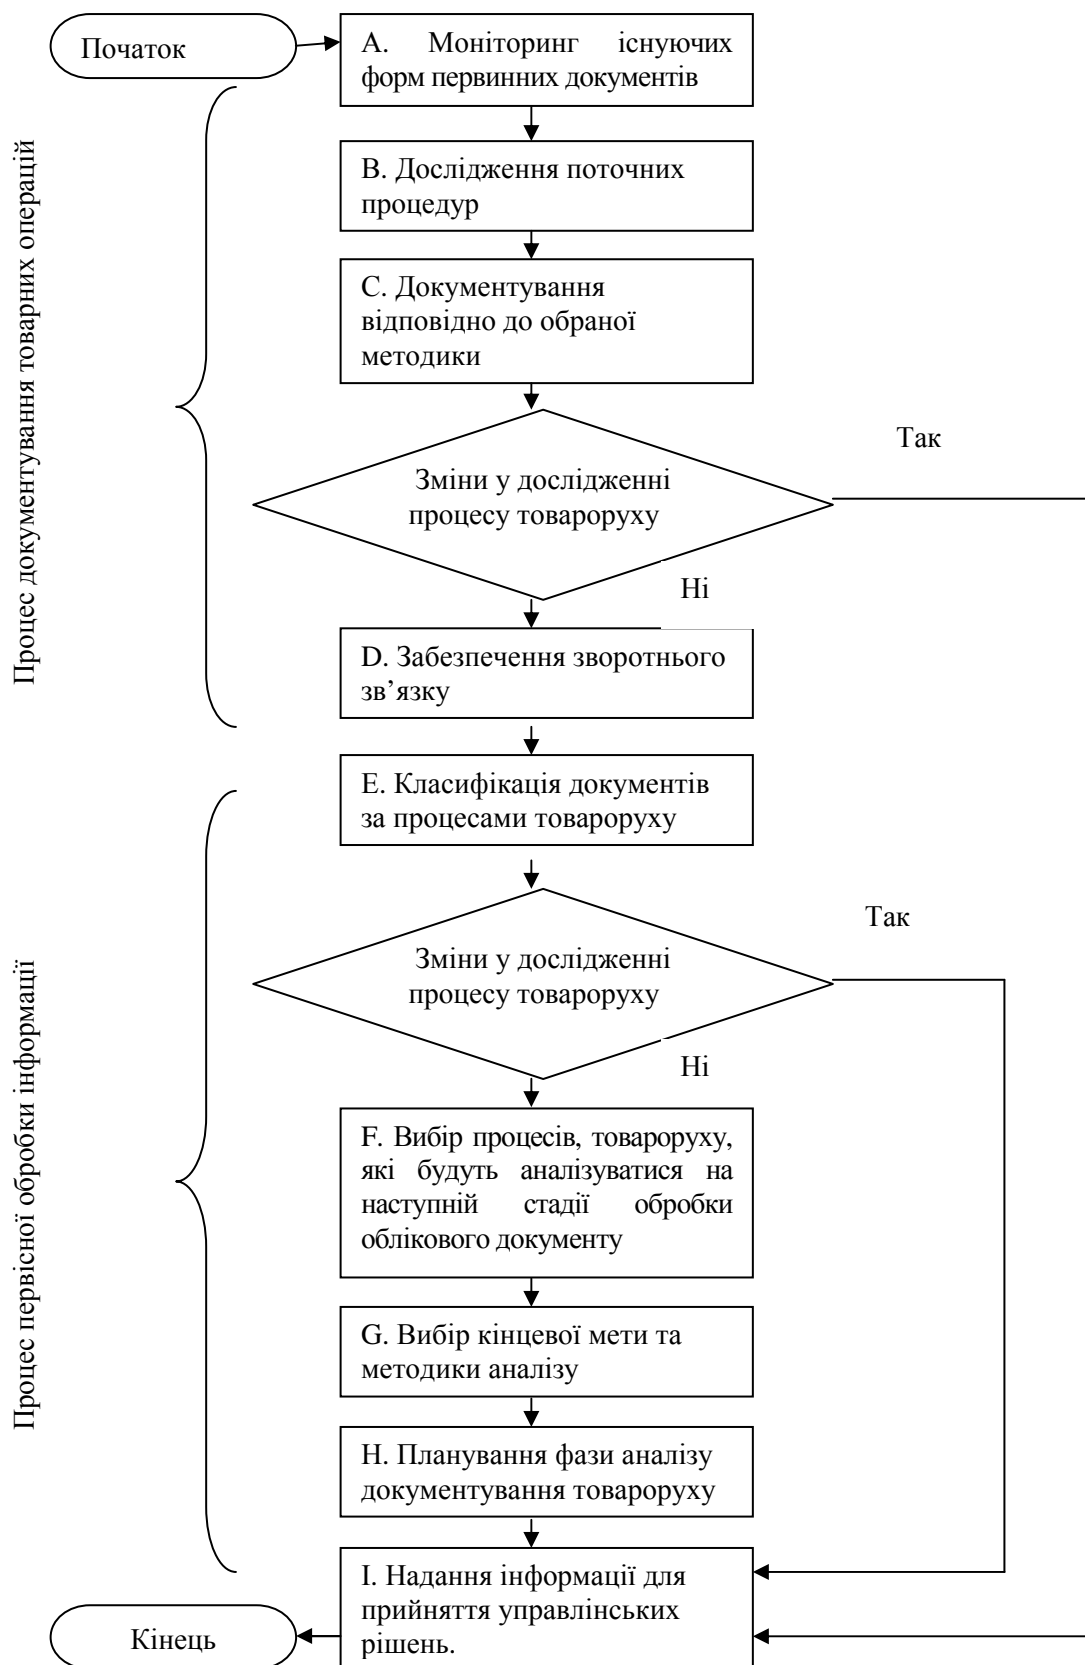 Початок
A. Моніторинг існуючих
форм первинних документів
B. Дослідження поточних
процедур
C. Документування
відповідно до обраної
методики
Процес документування товарних операцій
Зміни у дослідженні
процесу товароруху
Так
Ні
D. Забезпечення зворотнього
зв’язку
E. Класифікація документів
за процесами товароруху
Зміни у дослідженні
процесу товароруху
Так
Ні
Процес первісної обробки інформації
F. Вибір процесів, товароруху,
які будуть аналізуватися на
наступній стадії обробки
облікового документу
G. Вибір кінцевої мети та
методики аналізу
H. Планування фази аналізу
документування товароруху
I. Надання інформації для
прийняття управлінських
рішень.
Кінець